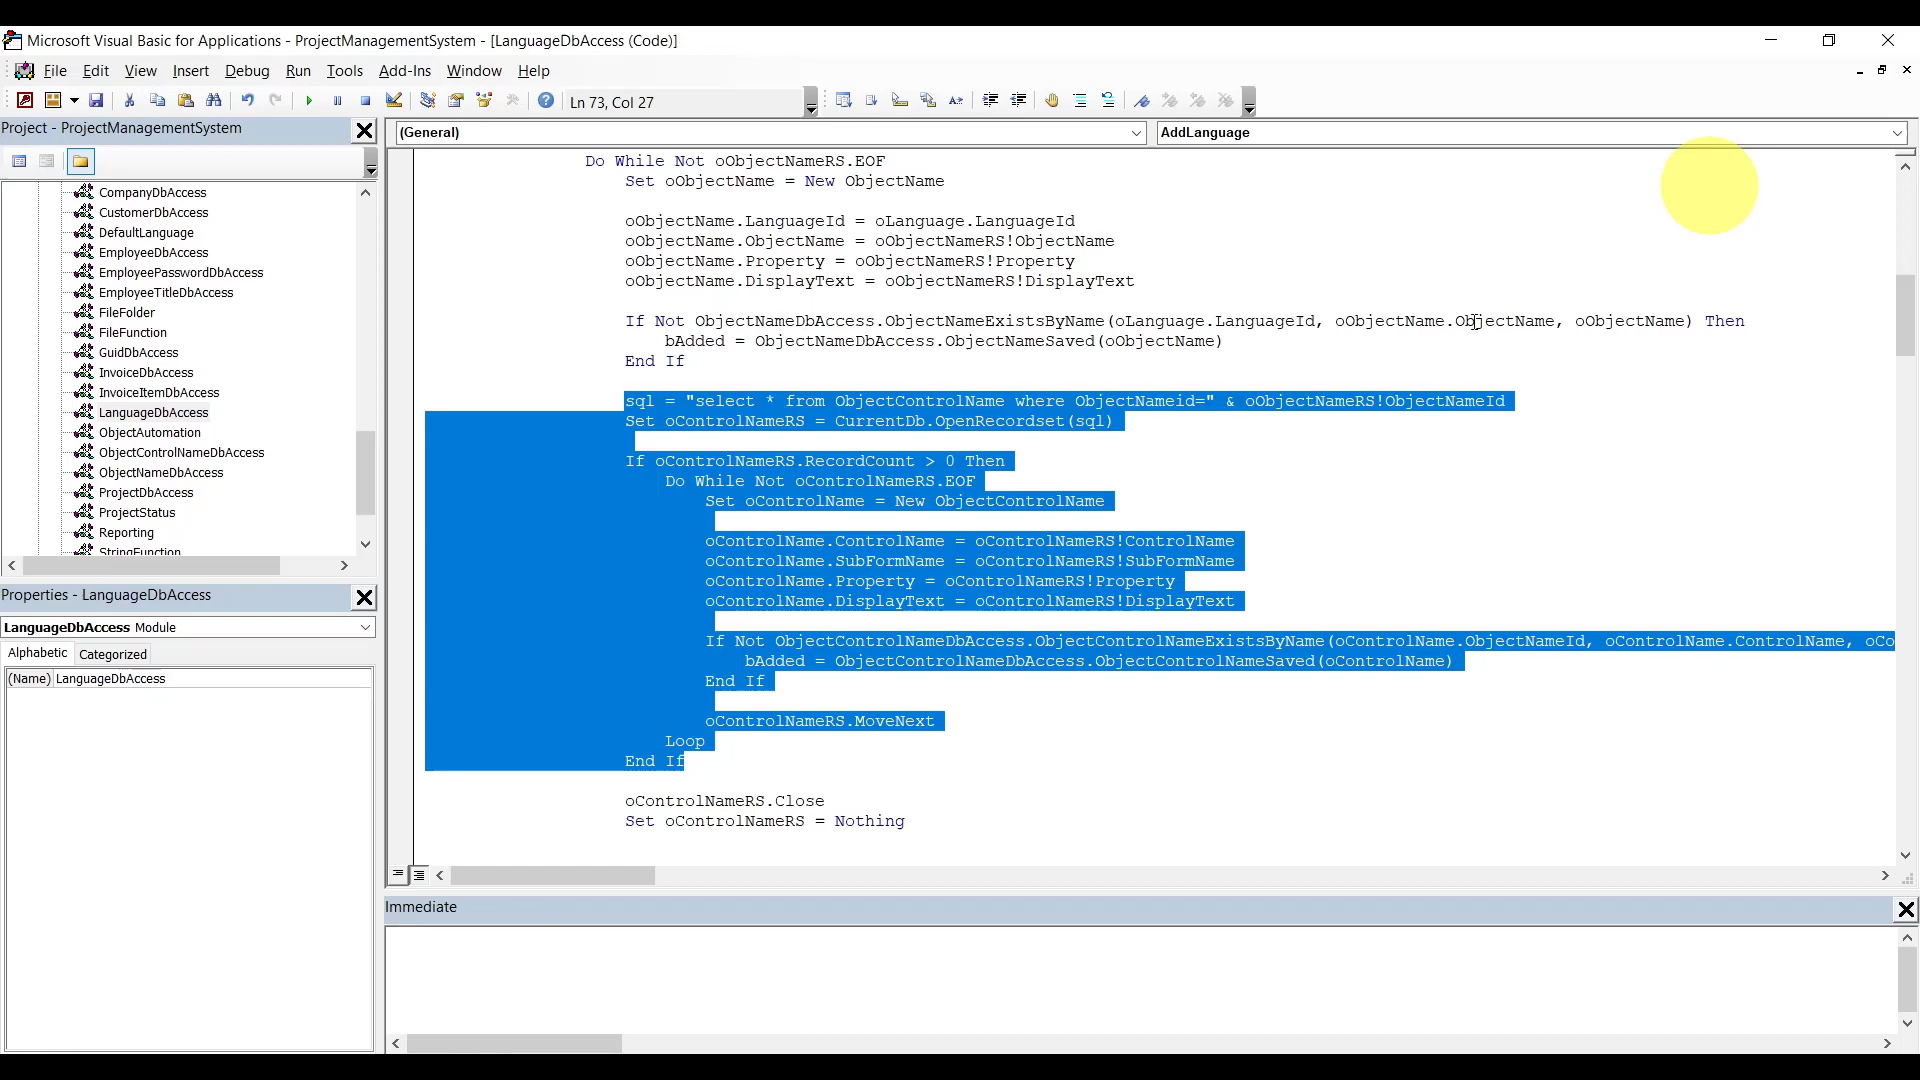 Microsoft Visual Basic for Applications - ProjectManagementSystem - [LanguageDbAccess (Code)]
File Edit View Insert Debug Run Tools Add-Ins Window Help
Ln 73, Col 27
Project - ProjectManagementSystem
CompanyDbAccess
CustomerDbAccess
DefaultLanguage
EmployeeDbAccess
EmployeePasswordDbAccess
EmployeeTitleDbAccess
FileFolder
FileFunction
GuidDbAccess
InvoiceDbAccess
InvoiceItemDbAccess
LanguageDbAccess
ObjectAutomation
ObjectControlNameDbAccess
ObjectNameDbAccess
ProjectDbAccess
ProjectStatus
Reporting
StringFunction
Properties - LanguageDbAccess
LanguageDbAccess Module
Alphabetic Categorized
(Name) LanguageDbAccess
(General) AddLanguage
Do While Not oObjectNameRS.EOF
Set oObjectName = New ObjectName
oObjectName.LanguageId = oLanguage.LanguageId
oObjectName.ObjectName = oObjectNameRS!ObjectName
oObjectName.Property = oObjectNameRS!Property
oObjectName.DisplayText = oObjectNameRS!DisplayText
If Not ObjectNameDbAccess.ObjectNameExistsByName(oLanguage.LanguageId, oObjectName.ObjectName, oObjectName) Then
bAdded = ObjectNameDbAccess.ObjectNameSaved(oObjectName)
End If
sql = "select * from ObjectControlName where ObjectNameid=" & oObjectNameRS!ObjectNameId
Set oControlNameRS = CurrentDb.OpenRecordset(sql)
If oControlNameRS.RecordCount > 0 Then
Do While Not oControlNameRS.EOF
Set oControlName = New ObjectControlName
oControlName.ControlName = oControlNameRS!ControlName
oControlName.SubFormName = oControlNameRS!SubFormName
oControlName.Property = oControlNameRS!Property
oControlName.DisplayText = oControlNameRS!DisplayText
If Not ObjectControlNameDbAccess.ObjectControlNameExistsByName(oControlName.ObjectNameId, oControlName.ControlName, oCo
bAdded = ObjectControlNameDbAccess.ObjectControlNameSaved(oControlName)
End If
oControlNameRS.MoveNext
Loop
End If
oControlNameRS.Close
Set oControlNameRS = Nothing
Immediate